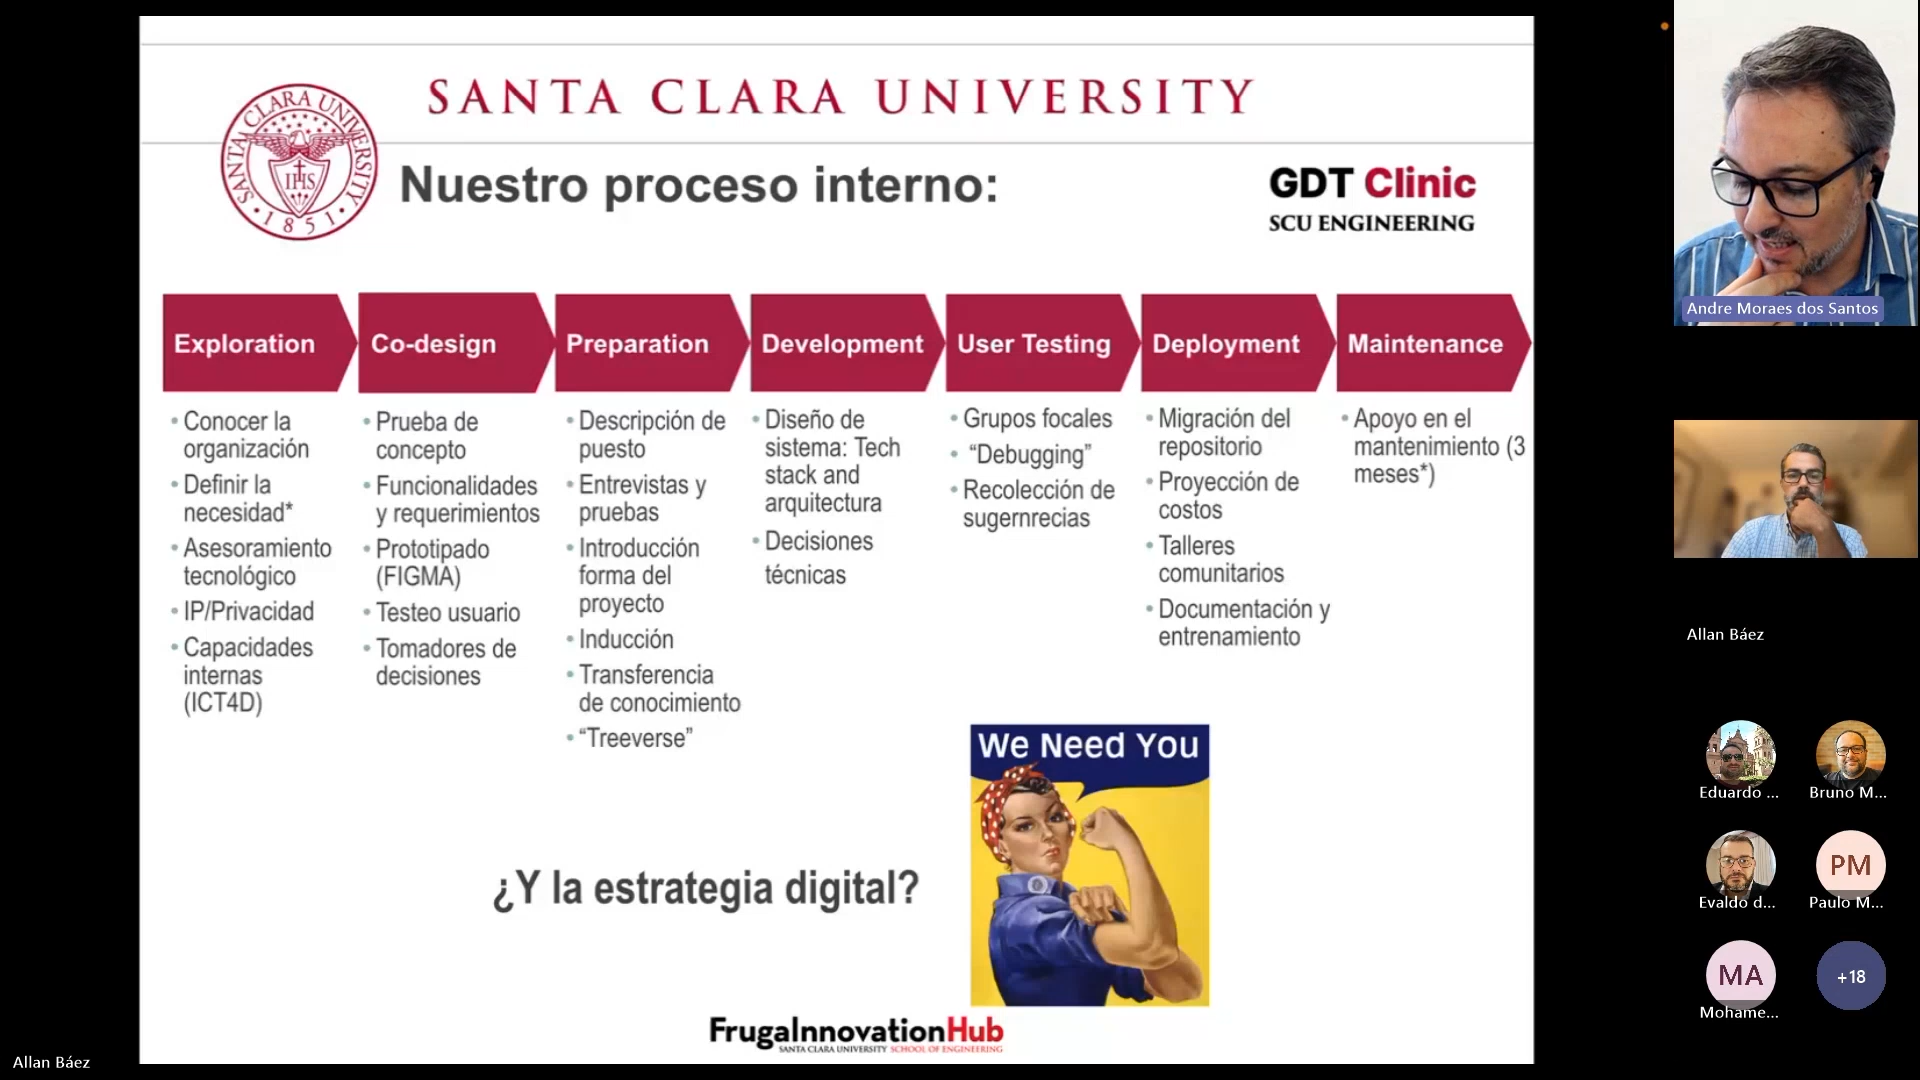 SANTA CLARA UNIVERSITY
SANTA CLARA UNIVERSITY
IHS
1851
Nuestro proceso interno:
GDT Clinic
SCU ENGINEERING
Exploration
• Conocer la
organización
• Definir la
necesidad*
• Asesoramiento
tecnológico
• IP/Privacidad
• Capacidades
internas
(ICT4D)
Co-design
• Prueba de
concepto
• Funcionalidades
y requerimientos
• Prototipado
(FIGMA)
• Testeo usuario
• Tomadores de
decisiones
Preparation
• Descripción de
puesto
• Entrevistas y
pruebas
• Introducción
forma del
proyecto
• Inducción
• Transferencia
de conocimiento
• “Treeverse”
Development
• Diseño de
sistema: Tech
stack and
arquitectura
• Decisiones
técnicas
User Testing
• Grupos focales
• “Debugging”
• Recolección de
sugernrecias
Deployment
• Migración del
repositorio
• Proyección de
costos
• Talleres
comunitarios
• Documentación y
entrenamiento
Maintenance
• Apoyo en el
mantenimiento (3
meses*)
We Need You
¿Y la estrategia digital?
FrugalnnovationHub
SANTA CLARA UNIVERSITY SCHOOL OF ENGINEERING
Allan Báez
Andre Moraes dos Santos
Allan Báez
Eduardo ...
Bruno M...
Evaldo d...
PM
Paulo M...
MA
Mohame...
+18